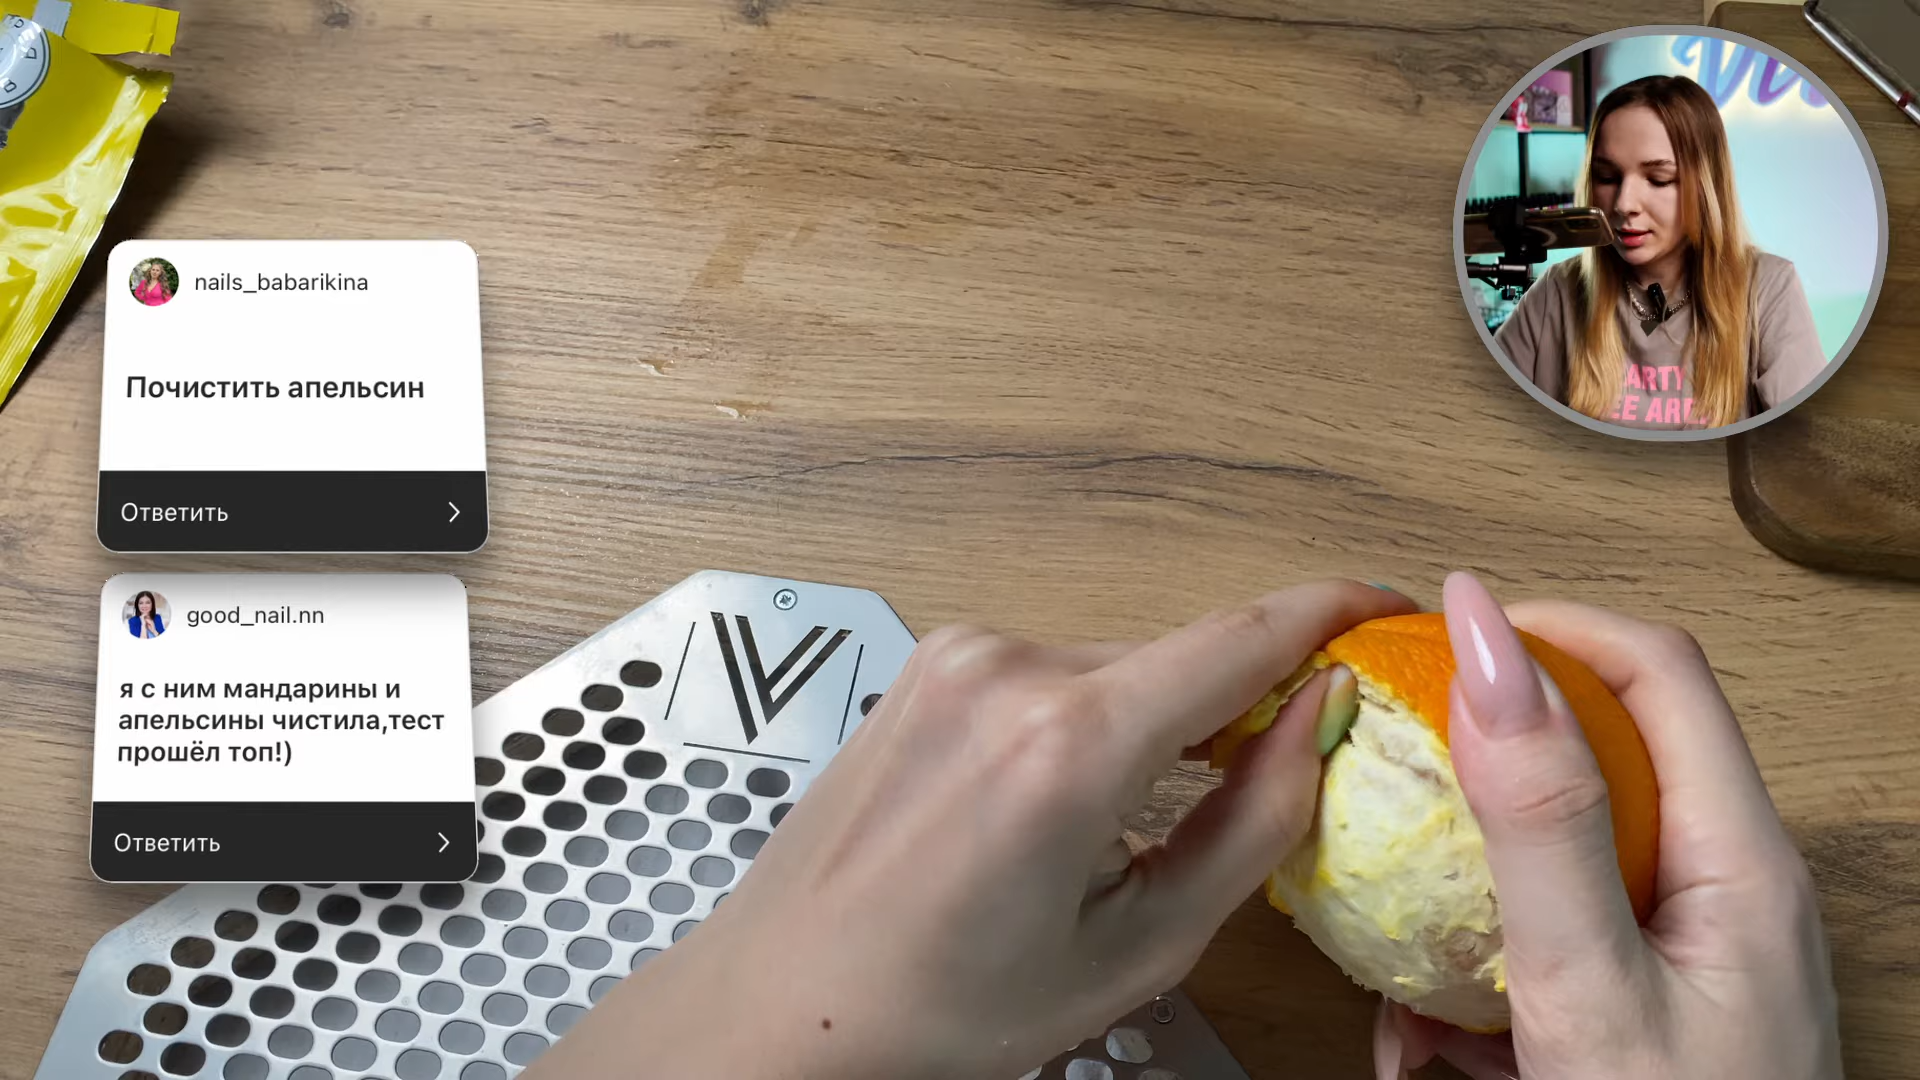 nails_babarikina
Почистить апельсин
Ответить
good_nail.nn
я с ним мандарины и
апельсины чистила,тест
прошёл топ!)
Ответить